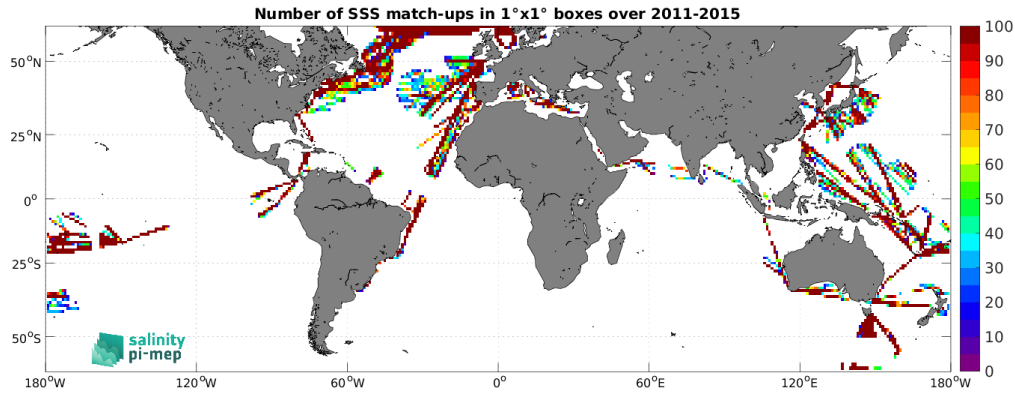 Number of SSS match-ups in 1°x1° boxes over 2011-2015
50°N
25°N
0°
25°S
50°S
180°W
120°W
60°W
0°
60°E
120°E
180°W
100
90
80
70
60
50
40
30
20
10
0
salinity
pi-mep